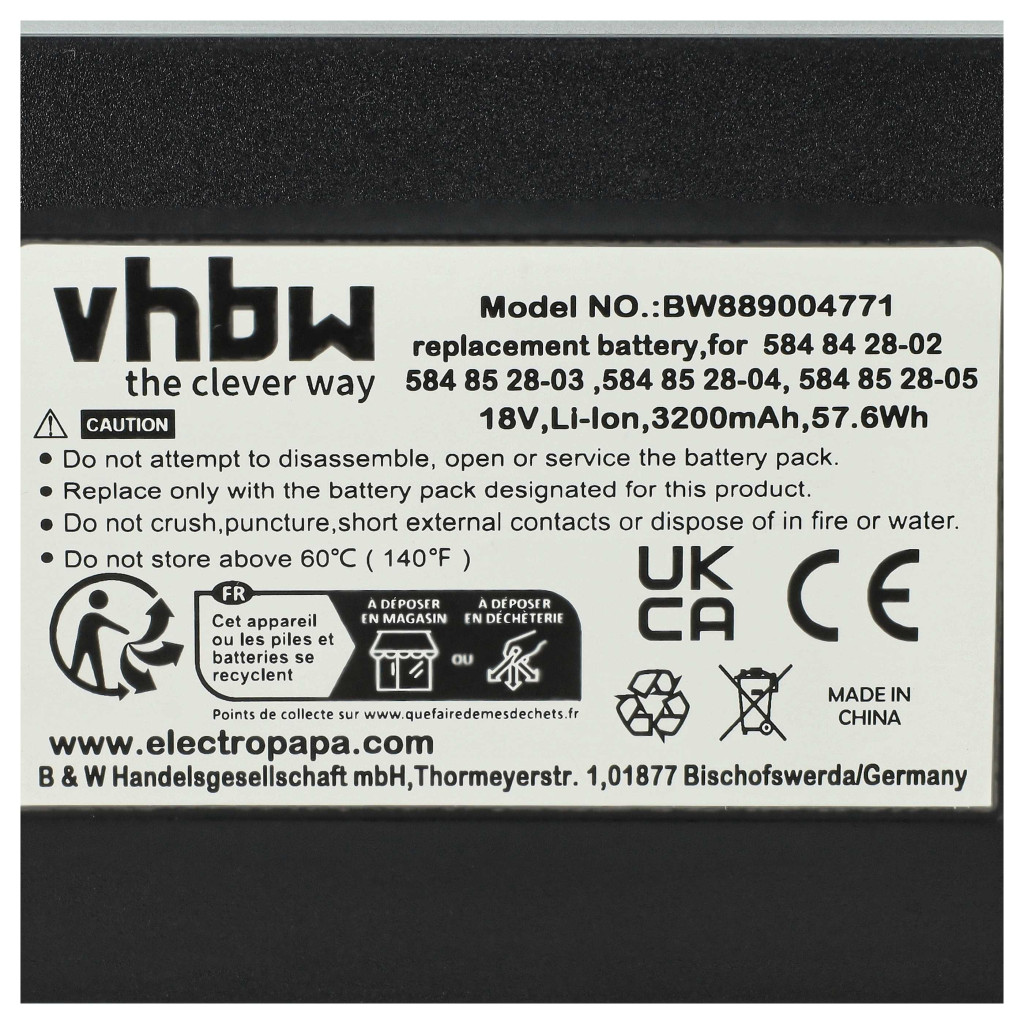 vhbw
the clever way
Model NO.:BW889004771
replacement battery,for 584 84 28-02
584 85 28-03 ,584 85 28-04, 584 85 28-05
18V,Li-Ion,3200mAh,57.6Wh
CAUTION
• Do not attempt to disassemble, open or service the battery pack.
• Replace only with the battery pack designated for this product.
• Do not crush,puncture,short external contacts or dispose of in fire or water.
• Do not store above 60°C ( 140°F )
UK
CA
CE
FR
Cet appareil
ou les piles et
batteries se
recyclent
À DÉPOSER
EN MAGASIN
OU
À DÉPOSER
EN DÉCHÈTERIE
Points de collecte sur www.quefairedemesdechets.fr
MADE IN
CHINA
www.electropapa.com
B & W Handelsgesellschaft mbH,Thormeyerstr. 1,01877 Bischofswerda/Germany